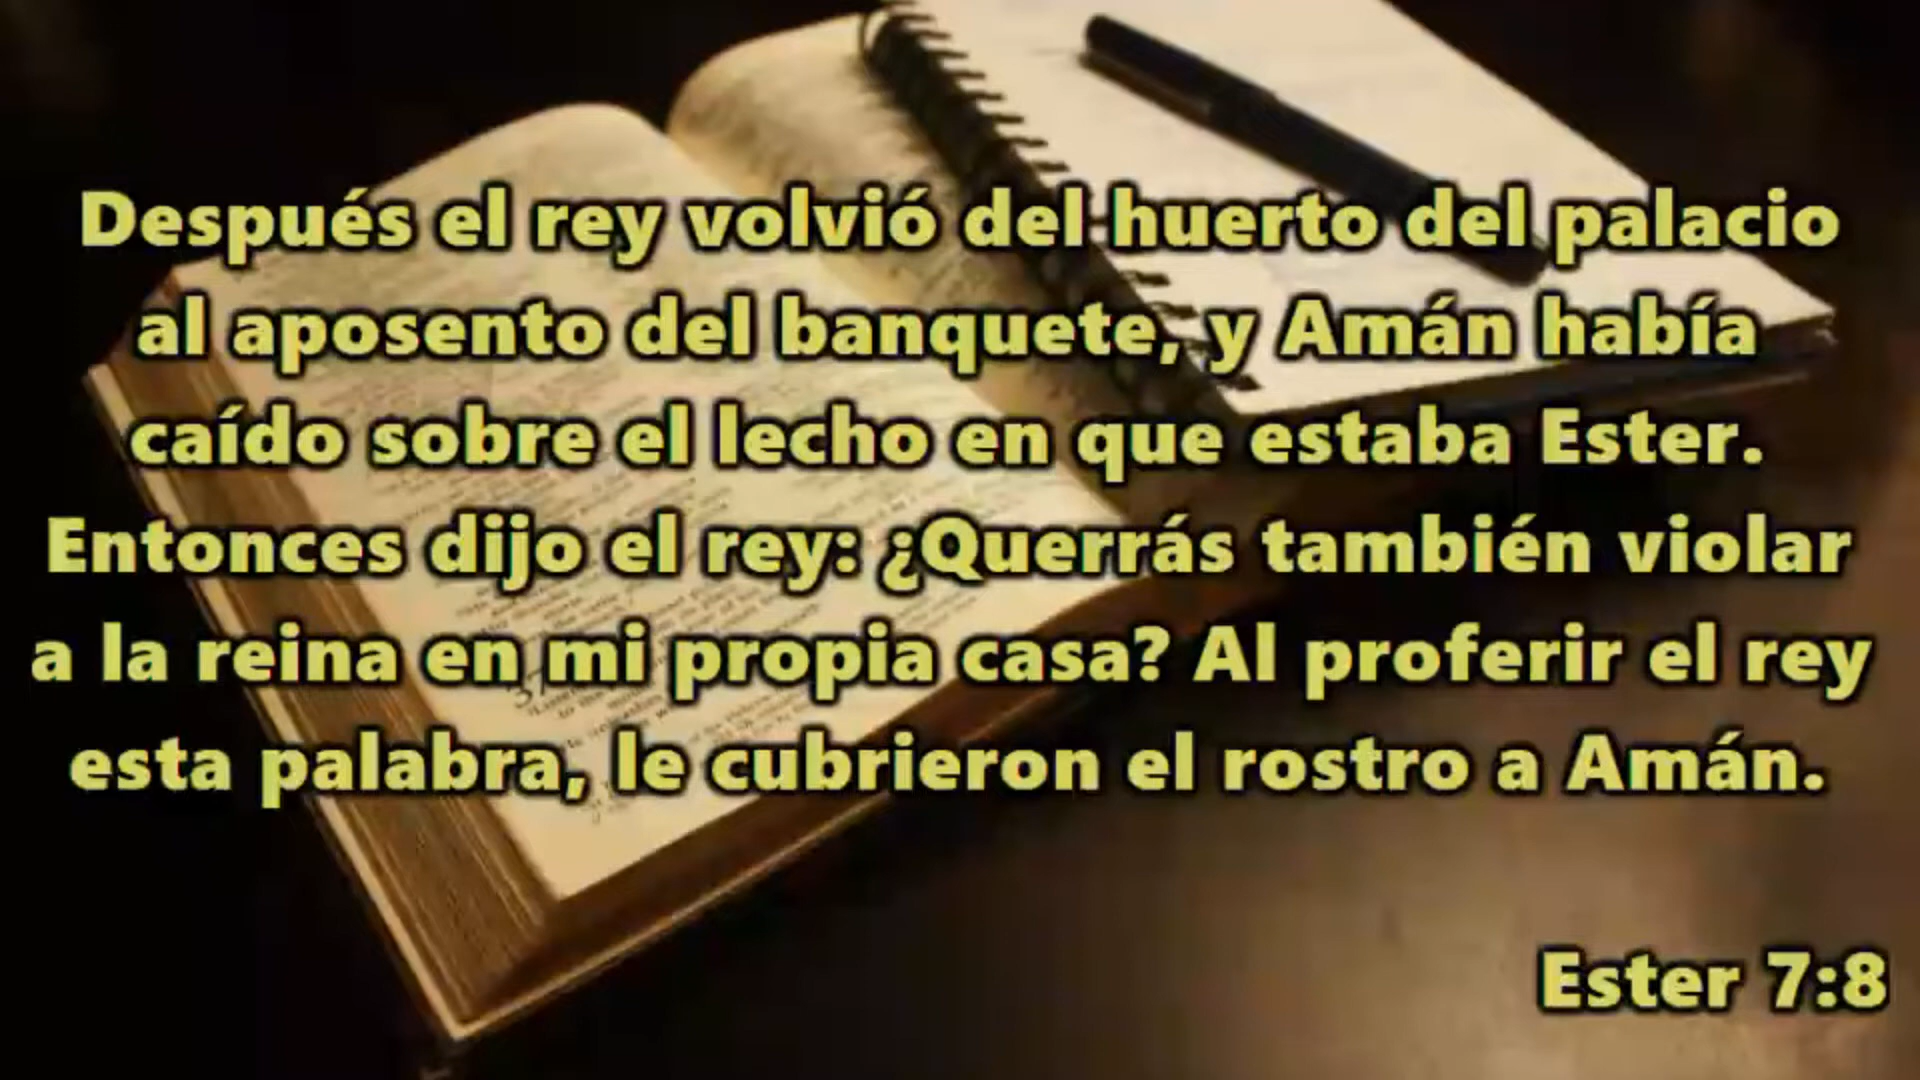 Después el rey volvió del huerto del palacio
al aposento del banquete, y Amán había
caído sobre el lecho en que estaba Ester.
Entonces dijo el rey: ¿Querrás también violar
a la reina en mi propia casa? Al proferir el rey
esta palabra, le cubrieron el rostro a Amán.
Ester 7:8